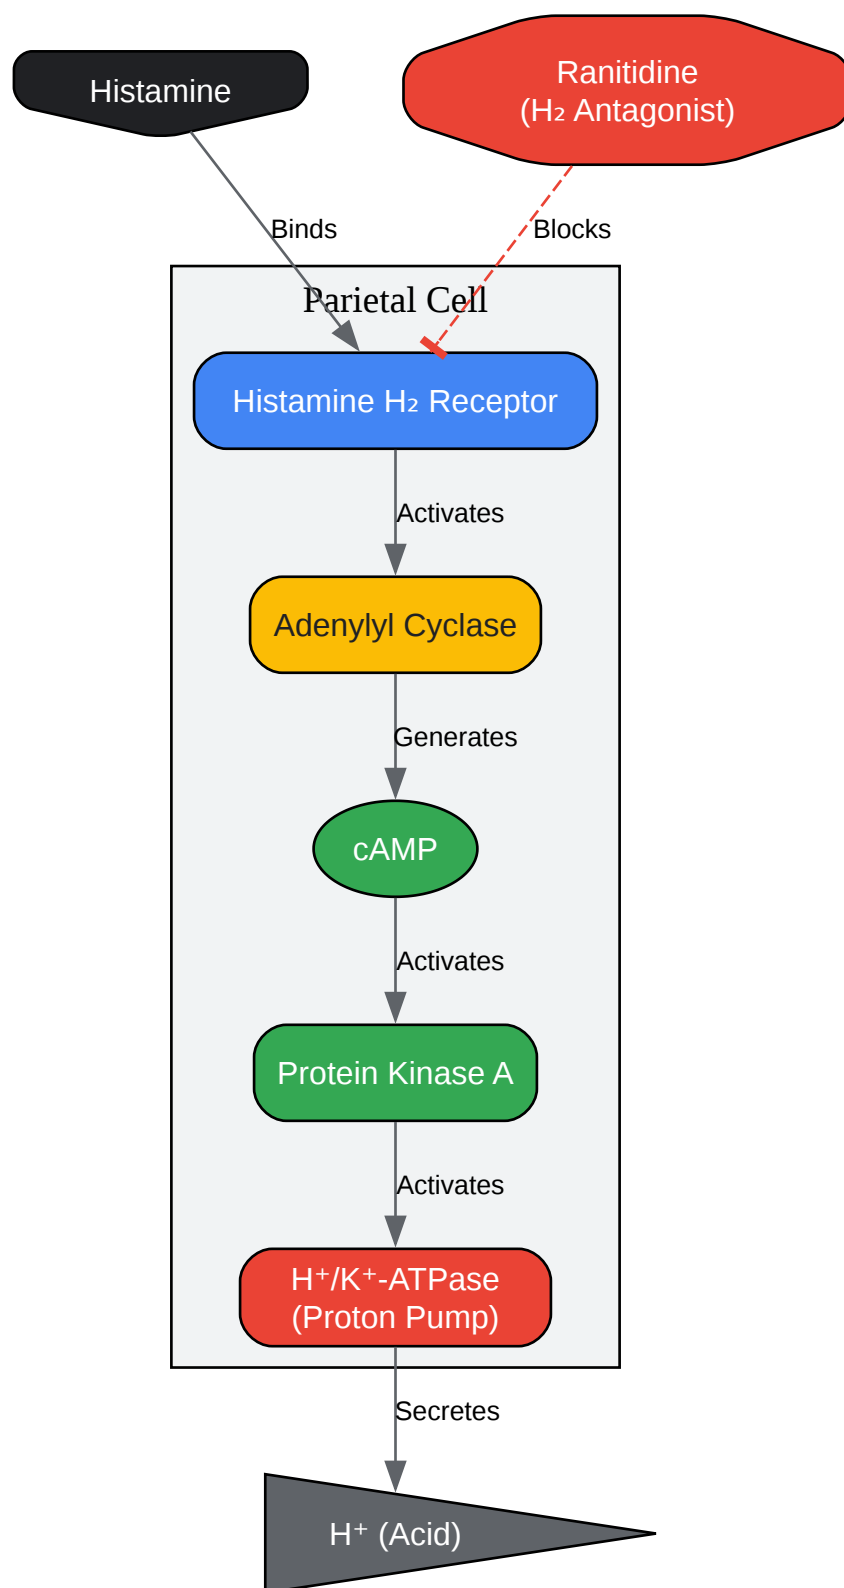 Histamine
Ranitidine
(H₂ Antagonist)
Binds
Blocks
Parietal Cell
Histamine H₂ Receptor
Activates
Adenylyl Cyclase
Generates
cAMP
Activates
Protein Kinase A
Activates
H⁺/K⁺-ATPase
(Proton Pump)
Secretes
H⁺ (Acid)